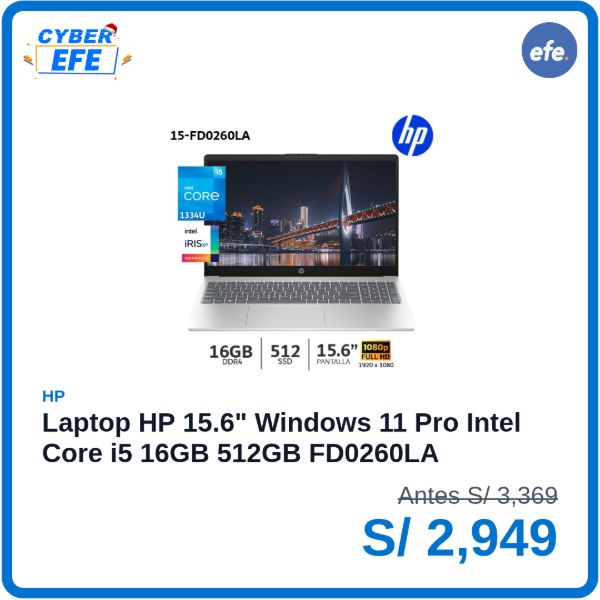 CYBER
EFE
efe.
15-FD0260LA
hp
i5
intel
CORE
1334U
intel
iRISxe
GRAPHICS
16GB
DDR4
512
SSD
15.6”
PANTALLA
1080p
FULL HD
1920 x 1080
HP
Laptop HP 15.6" Windows 11 Pro Intel
Core i5 16GB 512GB FD0260LA
Antes S/ 3,369
S/ 2,949